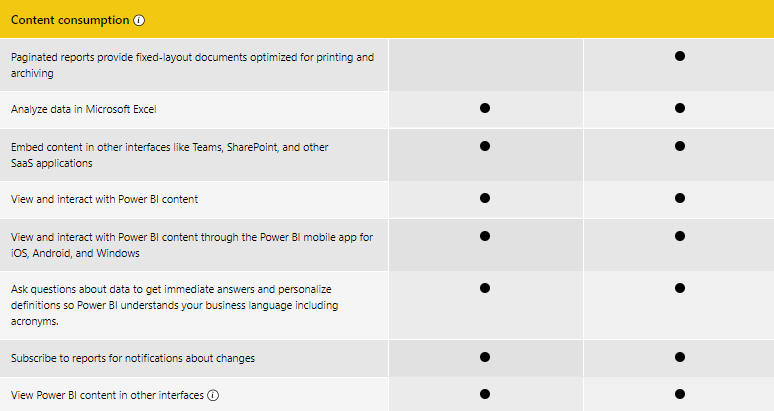 Content consumption
Paginated reports provide fixed-layout documents optimized for printing and
archiving
Analyze data in Microsoft Excel
Embed content in other interfaces like Teams, SharePoint, and other
SaaS applications
View and interact with Power BI content
View and interact with Power BI content through the Power BI mobile app for
iOS, Android, and Windows
Ask questions about data to get immediate answers and personalize
definitions so Power BI understands your business language including
acronyms.
Subscribe to reports for notifications about changes
View Power BI content in other interfaces